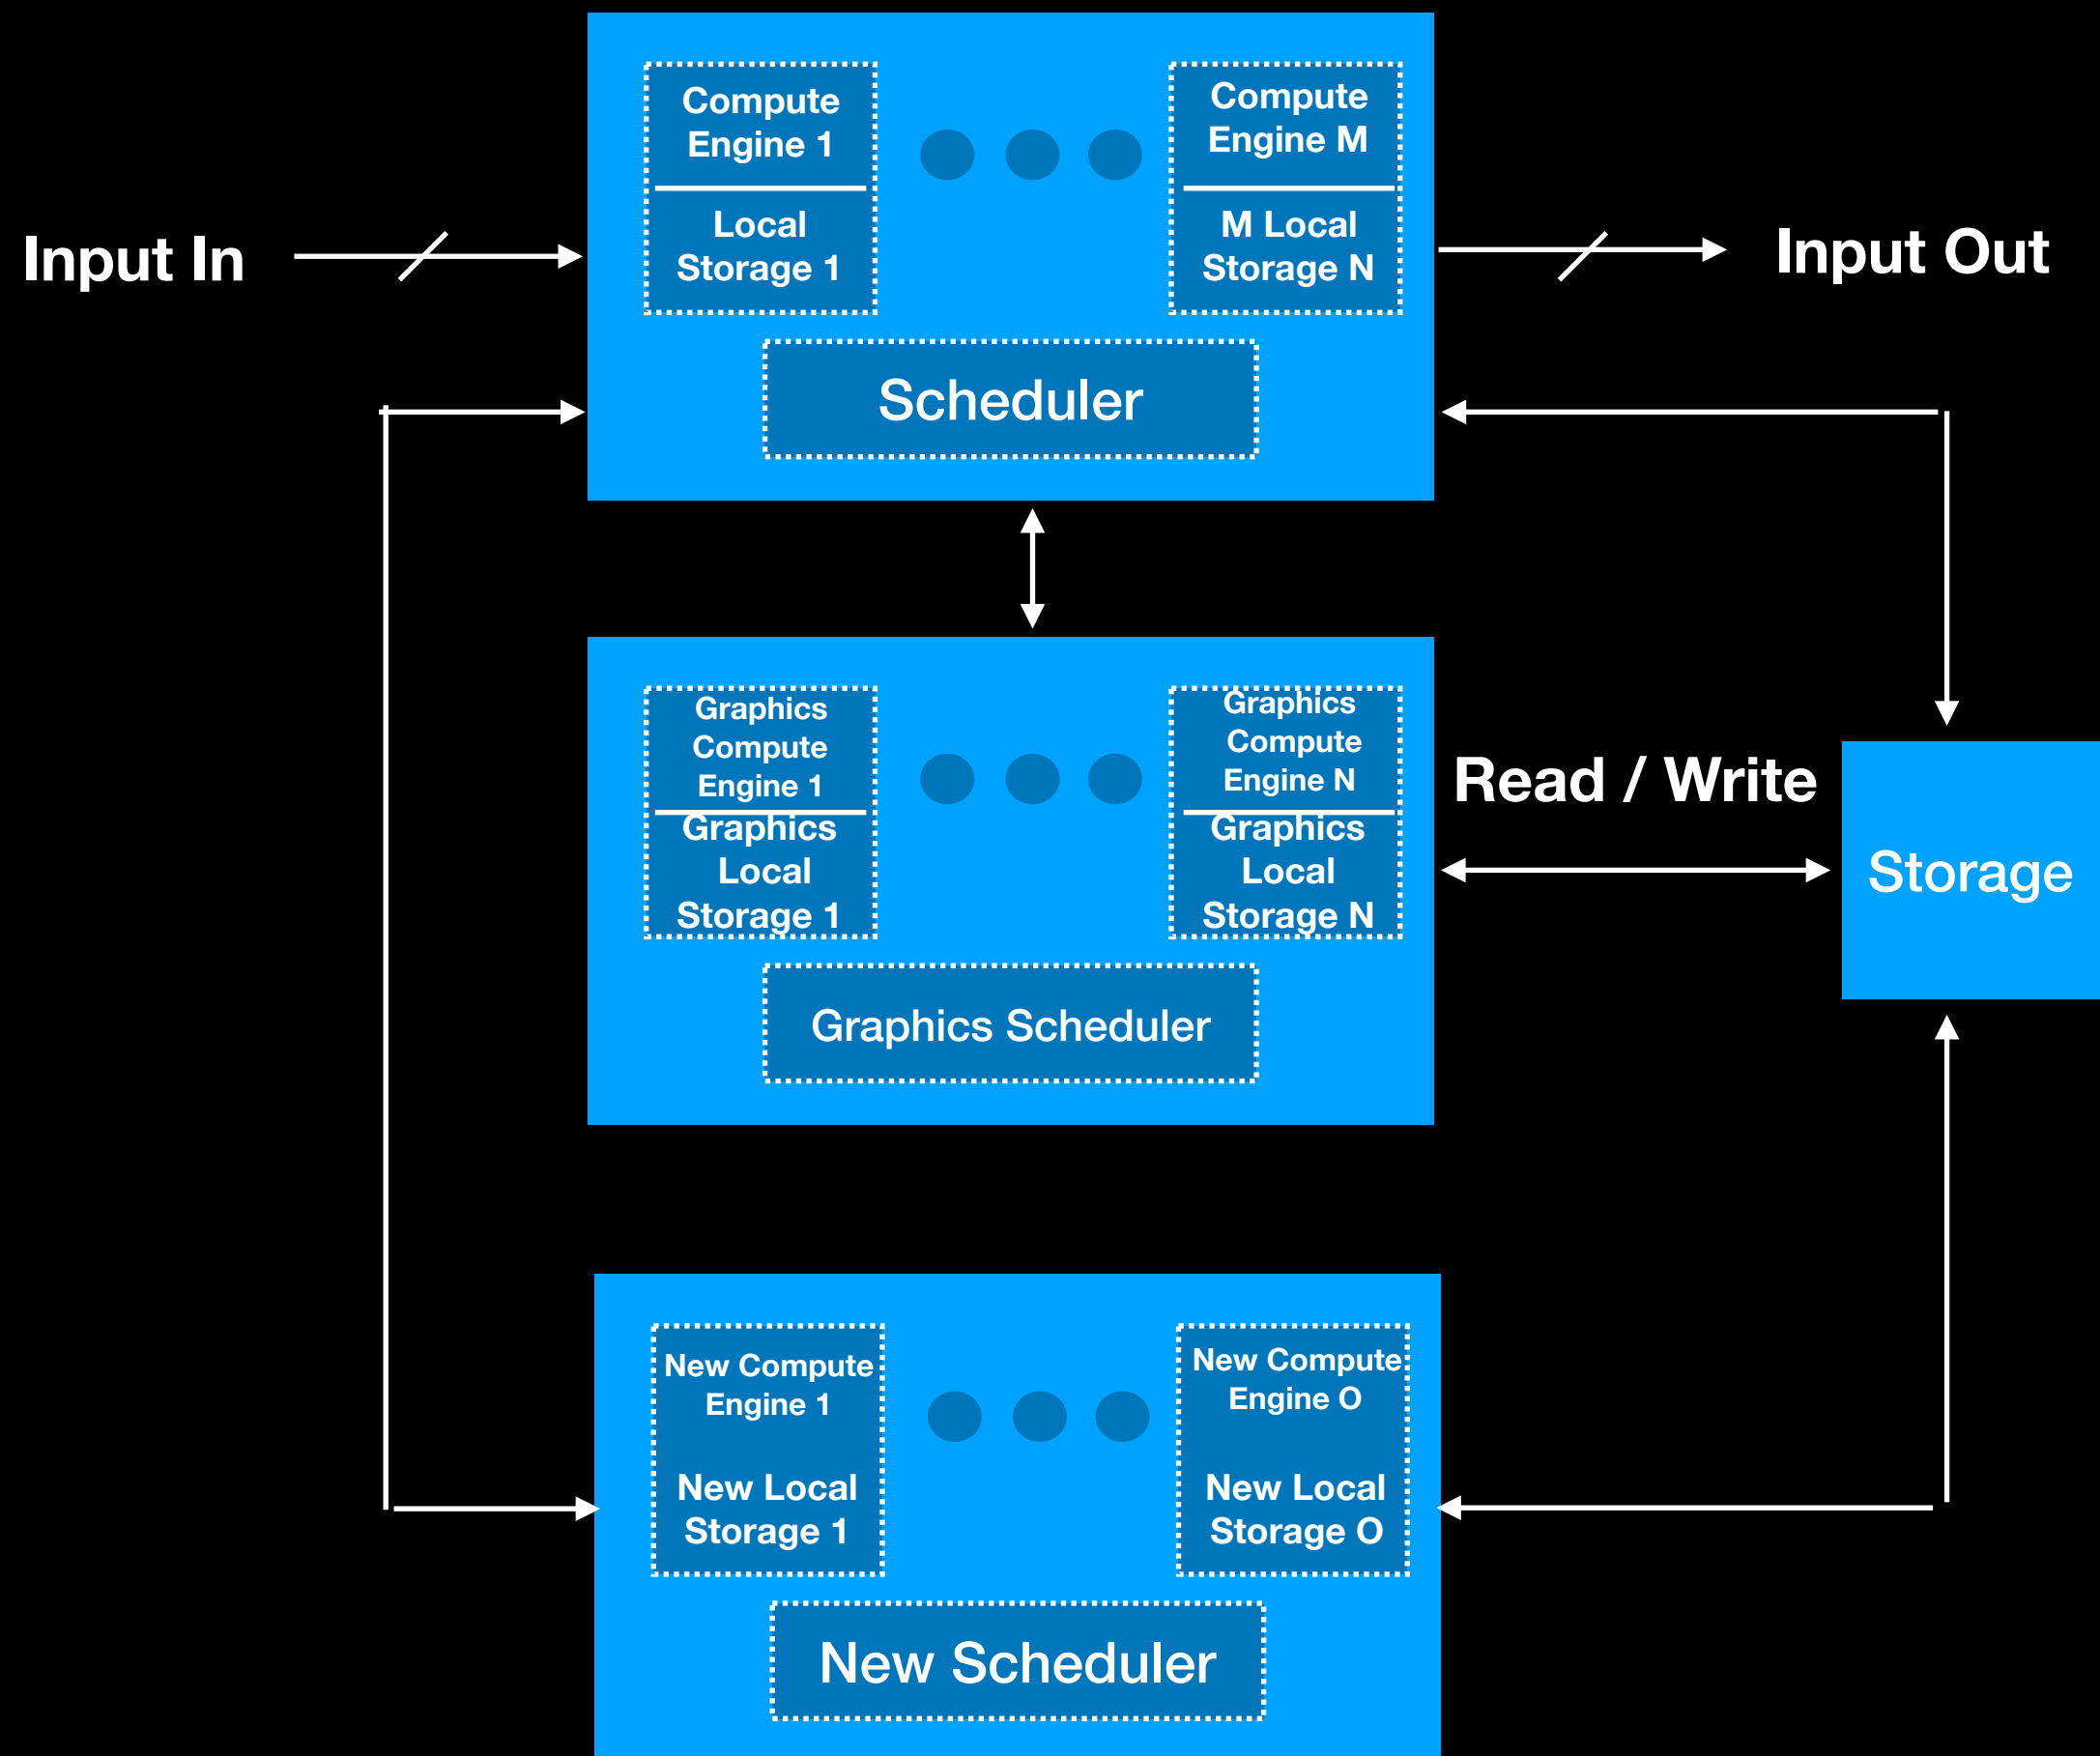 Compute
Engine 1
Local
Storage 1
Compute
Engine M
M Local
Storage N
Input In
Input Out
Scheduler
Graphics
Compute
Engine 1
Graphics
Local
Storage 1
Graphics
Compute
Engine N
Graphics
Local
Storage N
Read / Write
Storage
Graphics Scheduler
New Compute
Engine 1
New Local
Storage 1
New Compute
Engine O
New Local
Storage O
New Scheduler